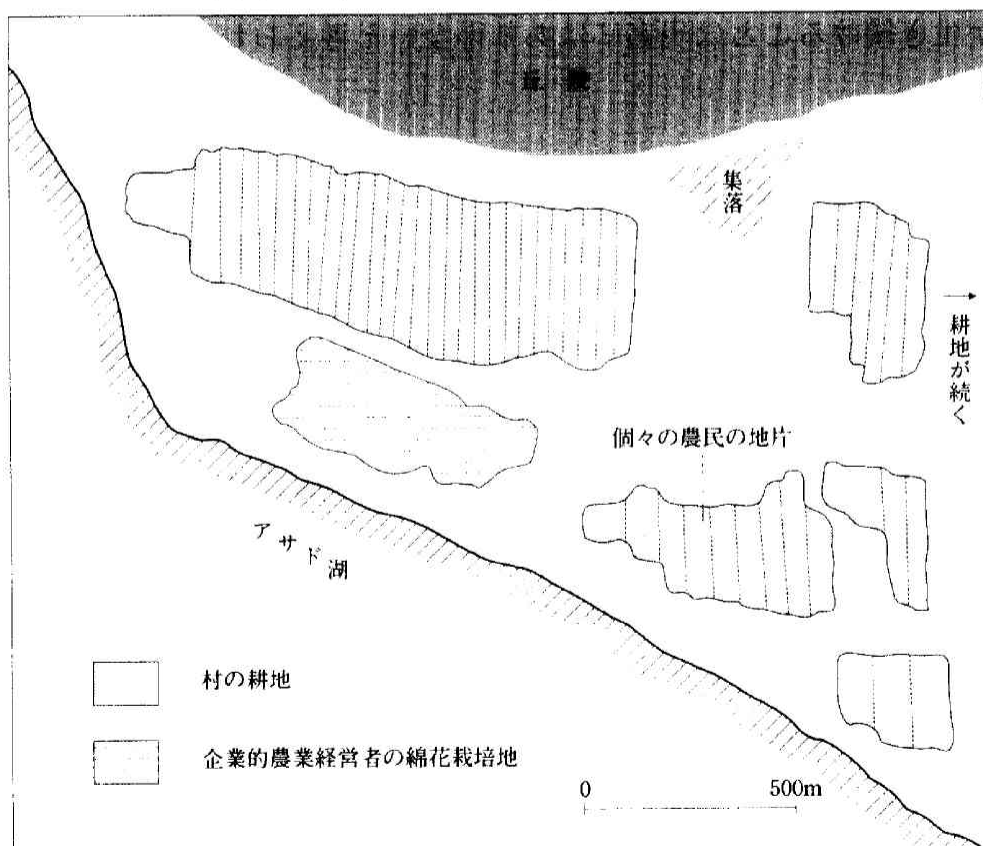 丘陵
集落
耕地が続く
個々の農民の地片
アサド湖
村の耕地
企業的農業経営者の綿花栽培地
0 500m